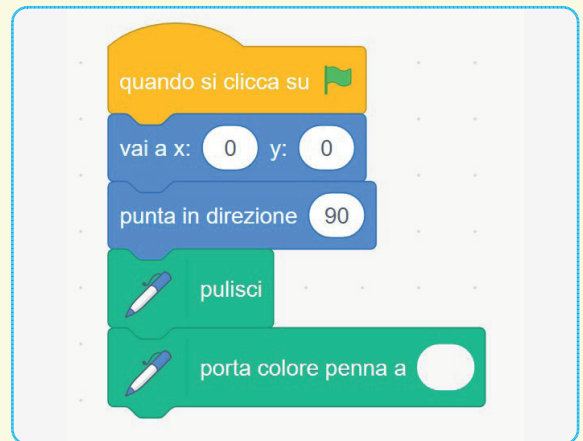 quando si clicca su
vai a x: 0 y: 0
punta in direzione 90
pulisci
porta colore penna a